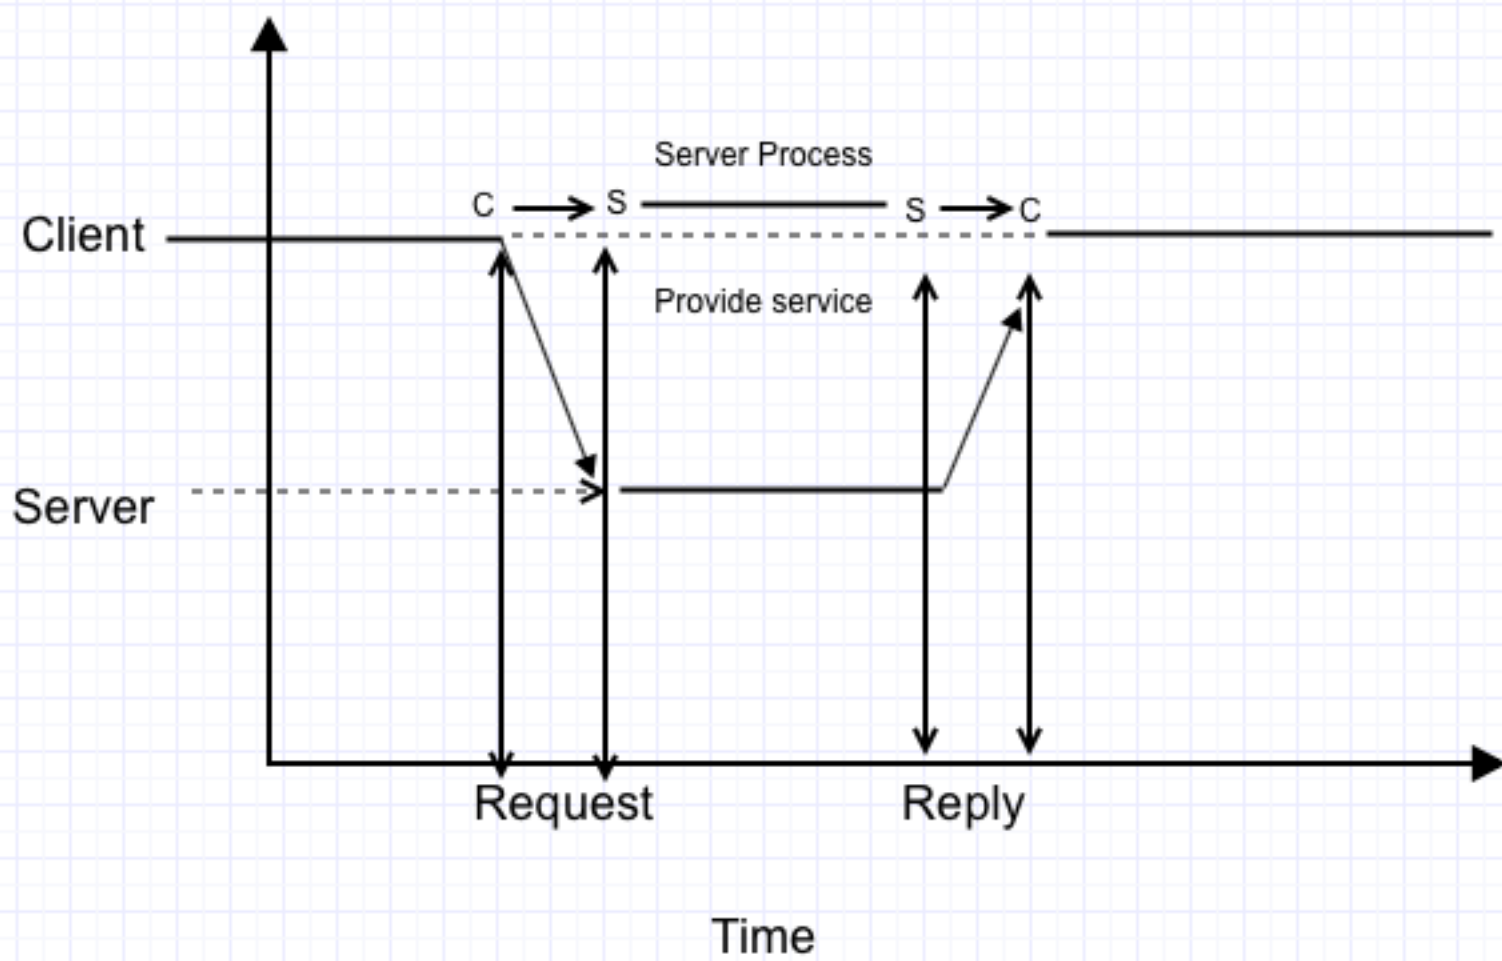 Server Process
C S S C
Client
Provide service
Server
Request Reply
Time